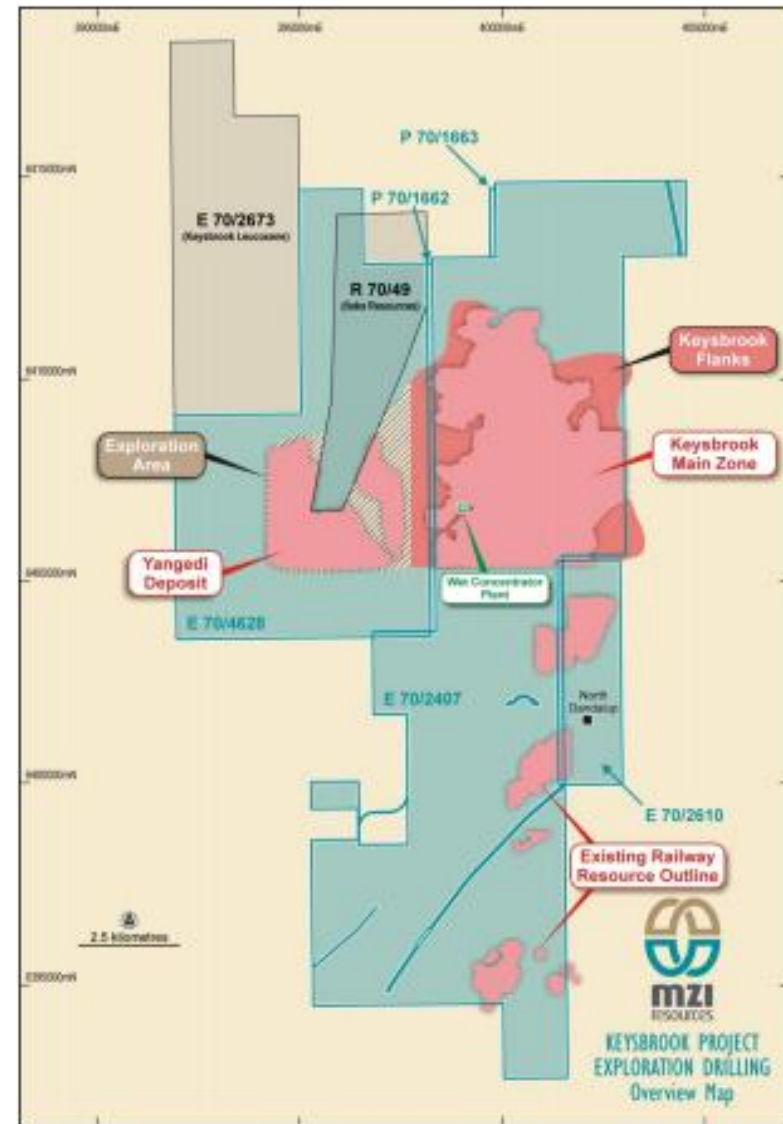 400000mE
P 70/1663
P 70/1662
E 70/2673
(Keysbrook Leucoxene)
R 70/49
Keysbrook
Flanks
Exploration
Area
Keysbrook
Main Zone
Yangedi
Deposit
Wet Concentrator
Plant
E 70/4628
E 70/2407
North
Dandalup
E 70/2610
Existing Railway
Resource Outline
2.5 kilometres
mzi
RESOURCES
KEYSBROOK PROJECT
EXPLORATION DRILLING
Overview Map